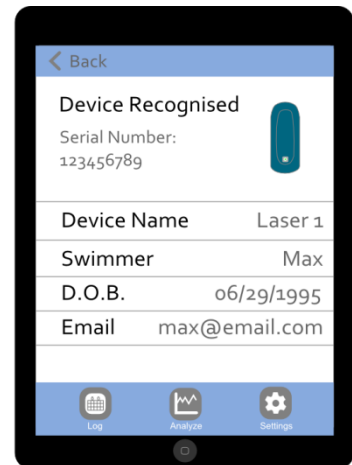 Back
Device Recognised
Serial Number:
123456789
Device Name Laser 1
Swimmer Max
D.O.B. 06/29/1995
Email max@email.com
Log Analyze Settings